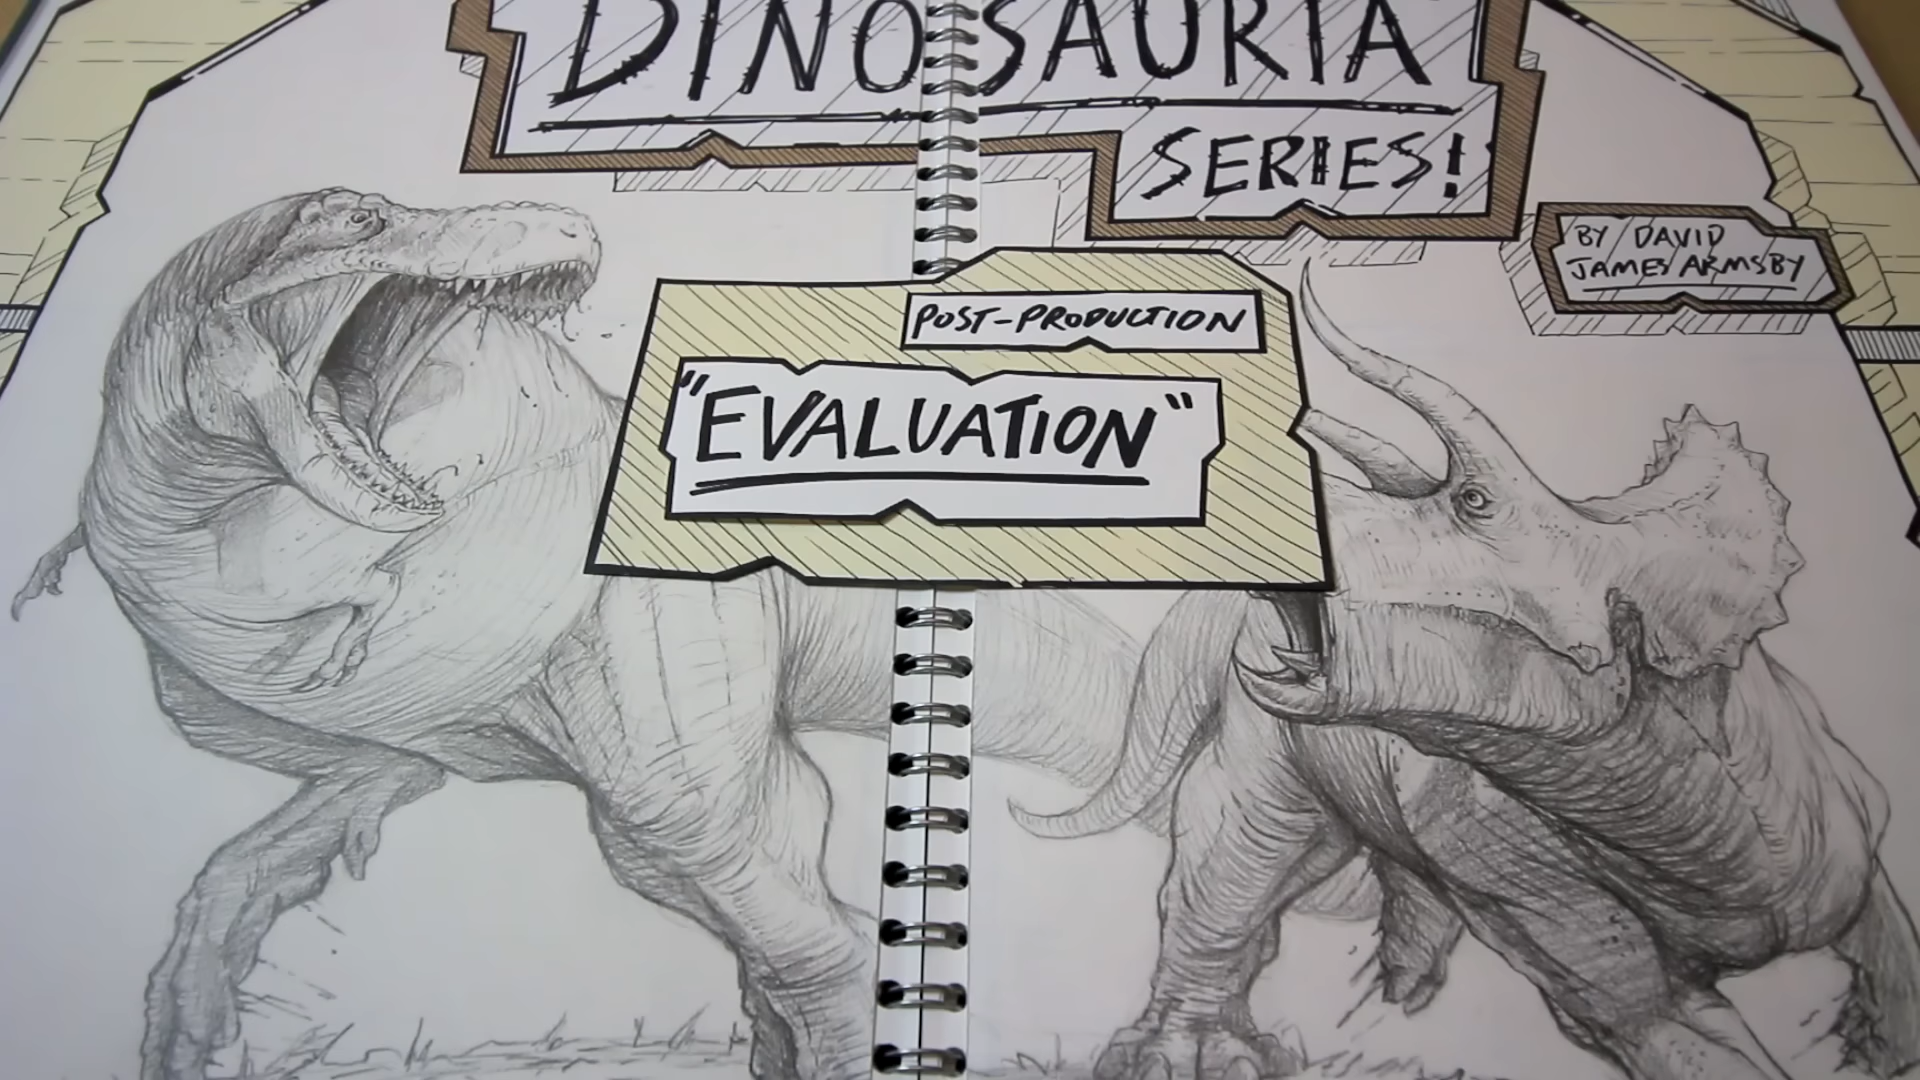 DINOSAURIA
SERIES!
BY DAVID
JAMES ARMSBY
POST-PRODUCTION
"EVALUATION"